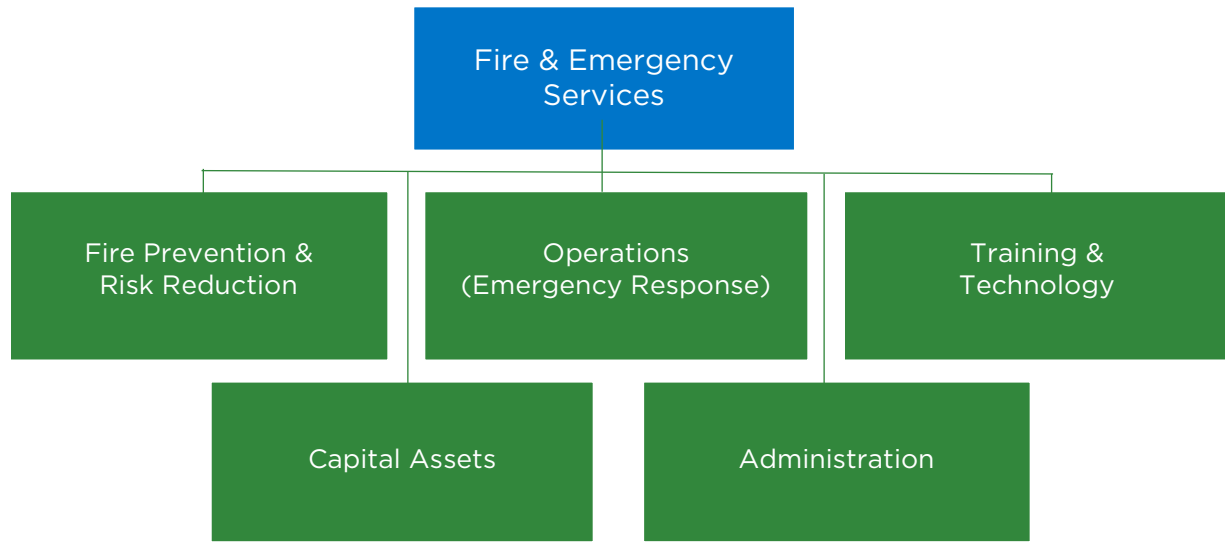 Fire & Emergency
Services
Fire Prevention &
Risk Reduction
Operations
(Emergency Response)
Training &
Technology
Capital Assets
Administration